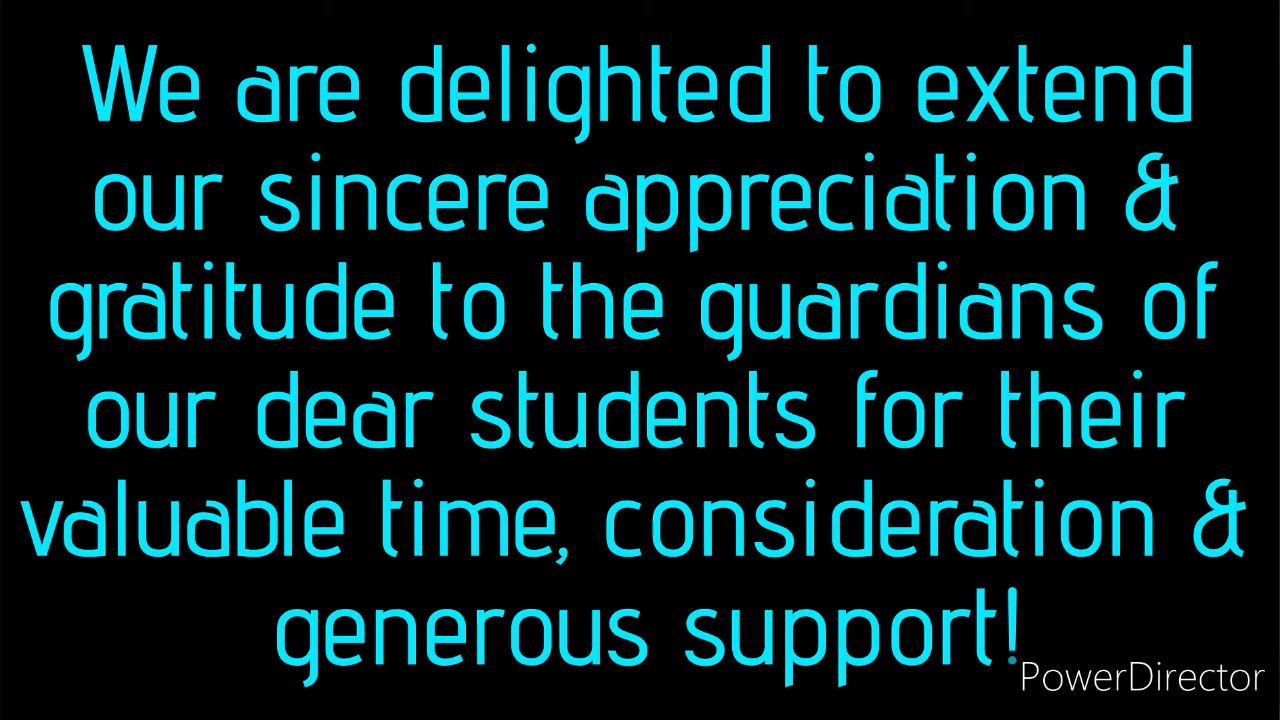 We are delighted to extend
our sincere appreciation &
gratitude to the guardians of
our dear students for their
valuable time, consideration &
generous support!
PowerDirector